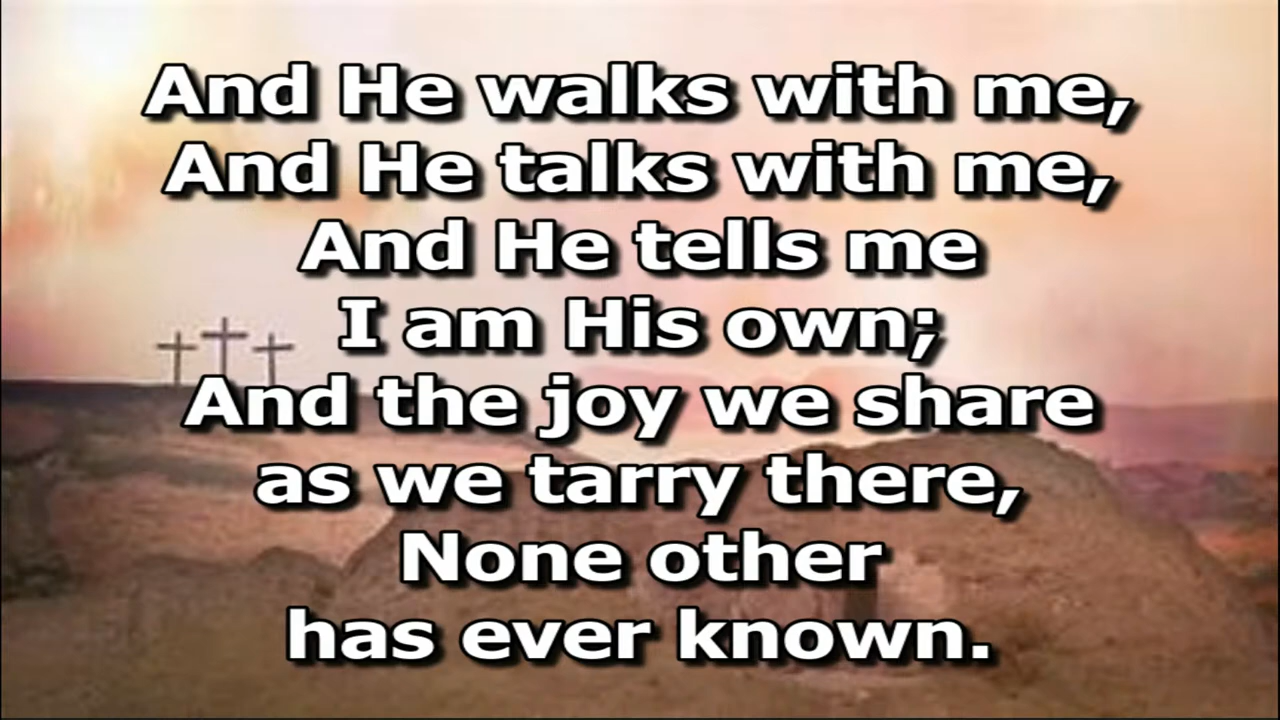 And He walks with me,
And He talks with me,
And He tells me
I am His own;
And the joy we share
as we tarry there,
None other
has ever known.